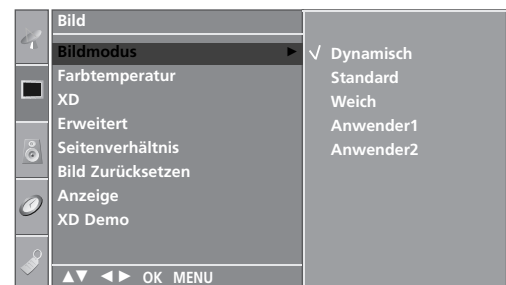 Bild
Bildmodus ►
Farbtemperatur
XD
Erweitert
Seitenverhältnis
Bild Zurücksetzen
Anzeige
XD Demo
▲▼ ◄► OK MENU
√ Dynamisch
Standard
Weich
Anwender1
Anwender2